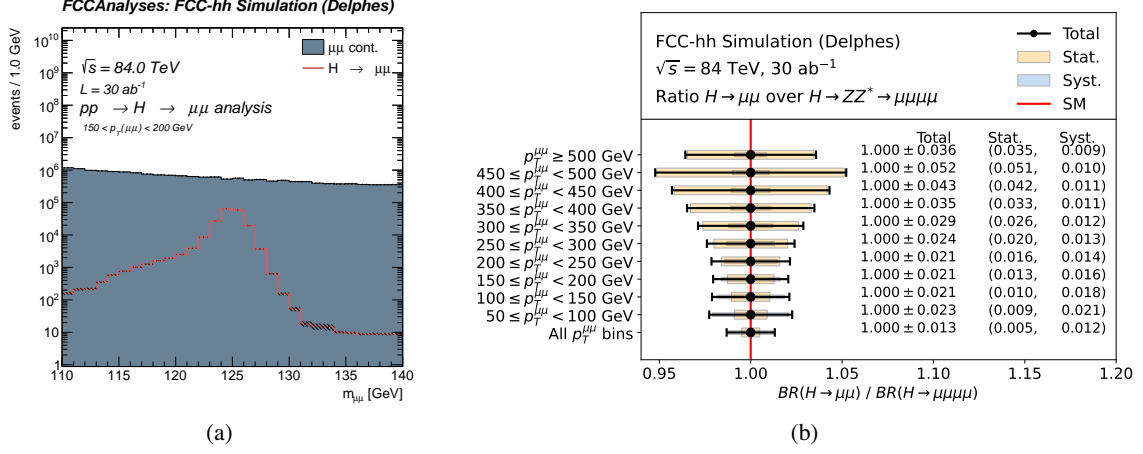 FCCAnalyses: FCC-hh Simulation (Delphes)
events / 1.0 GeV
10¹⁰
10⁹
10⁸
10⁷
10⁶
10⁵
10⁴
10³
10²
10
1
√s = 84.0 TeV
L = 30 ab⁻¹
pp → H → μμ analysis
150 < p_T(μμ) < 200 GeV
μμ cont.
H → μμ
110 115 120 125 130 135 140
m_μμ [GeV]
(a)
FCC-hh Simulation (Delphes)
√s = 84 TeV, 30 ab⁻¹
Ratio H→μμ over H→ZZ*→μμμμ
Total
Stat.
Syst.
SM
Total Stat. Syst.
p_T^μμ ≥ 500 GeV 1.000 ± 0.036 (0.035, 0.009)
450 ≤ p_T^μμ < 500 GeV 1.000 ± 0.052 (0.051, 0.010)
400 ≤ p_T^μμ < 450 GeV 1.000 ± 0.043 (0.042, 0.011)
350 ≤ p_T^μμ < 400 GeV 1.000 ± 0.035 (0.033, 0.011)
300 ≤ p_T^μμ < 350 GeV 1.000 ± 0.029 (0.026, 0.012)
250 ≤ p_T^μμ < 300 GeV 1.000 ± 0.024 (0.020, 0.013)
200 ≤ p_T^μμ < 250 GeV 1.000 ± 0.021 (0.016, 0.014)
150 ≤ p_T^μμ < 200 GeV 1.000 ± 0.021 (0.013, 0.016)
100 ≤ p_T^μμ < 150 GeV 1.000 ± 0.021 (0.010, 0.018)
50 ≤ p_T^μμ < 100 GeV 1.000 ± 0.023 (0.009, 0.021)
All p_T^μμ bins 1.000 ± 0.013 (0.005, 0.012)
0.95 1.00 1.05 1.10 1.15 1.20
BR(H→μμ) / BR(H→μμμμ)
(b)